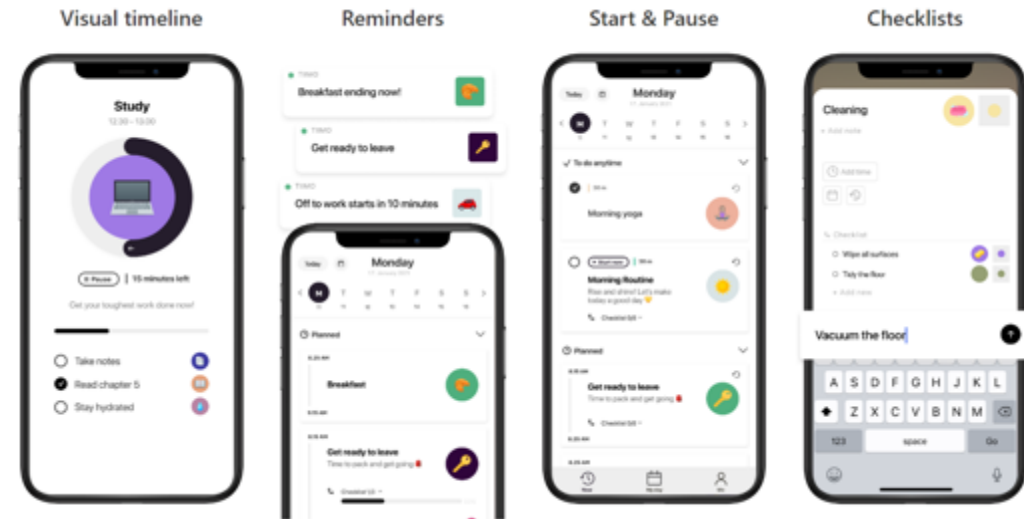 Visual timeline
Study
12:30 - 13:00
Pause
15 minutes left
Get your toughest work done now!
Take notes
Read chapter 5
Stay hydrated
Reminders
TIIMO
Breakfast ending now!
TIIMO
Get ready to leave
TIIMO
Off to work starts in 10 minutes
Today
Monday
M T W T F S S
Planned
Breakfast
Get ready to leave
Time to pack and get going
Checklist
Start & Pause
Today
Monday
M T W T F S S
To do anytime
Morning yoga
Start now
Morning Routine
Rise and shine! Let's make
today a good day
Checklist
Planned
Get ready to leave
Time to pack and get going
Checklist
Checklists
Cleaning
+ Add note
Add time
Checklist
Wipe all surfaces
Tidy the floor
+ Add new
Vacuum the floor
A S D F G H J K L
Z X C V B N M
123 space Go